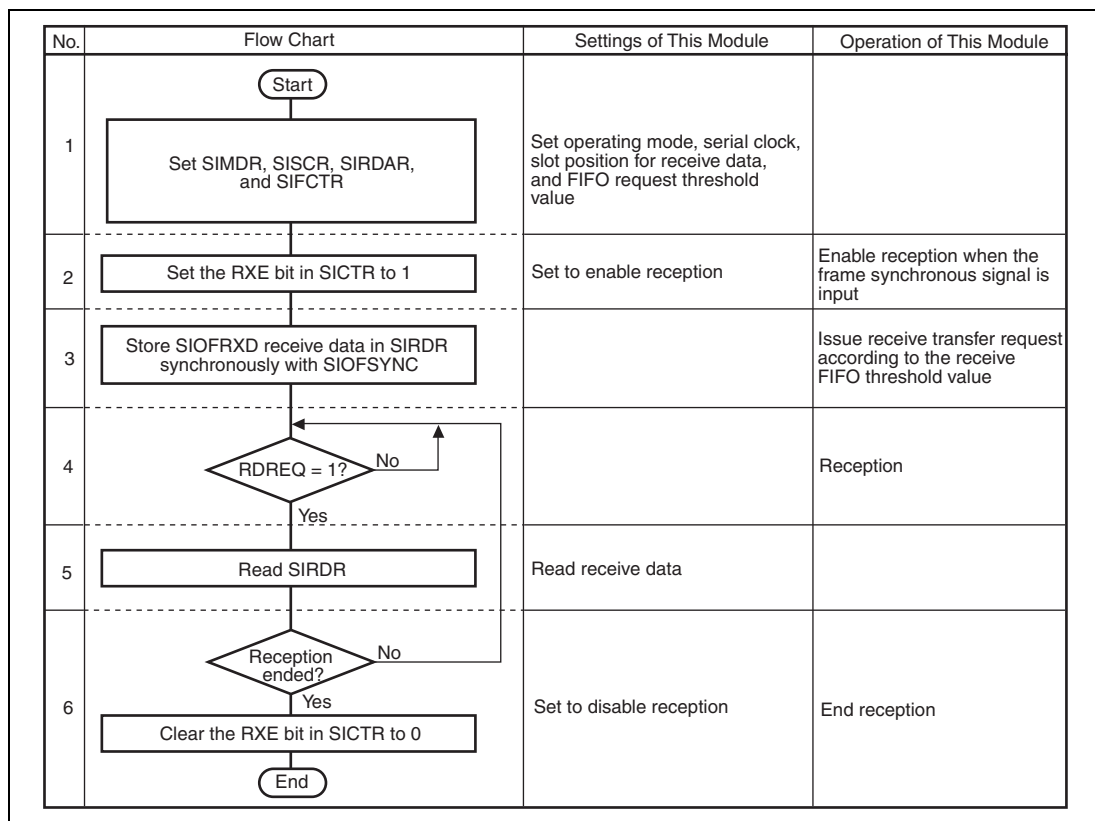 No. Flow Chart Settings of This Module Operation of This Module
Start
1
Set SIMDR, SISCR, SIRDAR,
and SIFCTR
Set operating mode, serial clock,
slot position for receive data,
and FIFO request threshold
value
2
Set the RXE bit in SICTR to 1
Set to enable reception
Enable reception when the
frame synchronous signal is
input
3
Store SIOFRXD receive data in SIRDR
synchronously with SIOFSYNC
Issue receive transfer request
according to the receive
FIFO threshold value
4
RDREQ = 1?
No
Yes
Reception
5
Read SIRDR
Read receive data
6
Reception
ended?
No
Yes
Clear the RXE bit in SICTR to 0
Set to disable reception
End reception
End